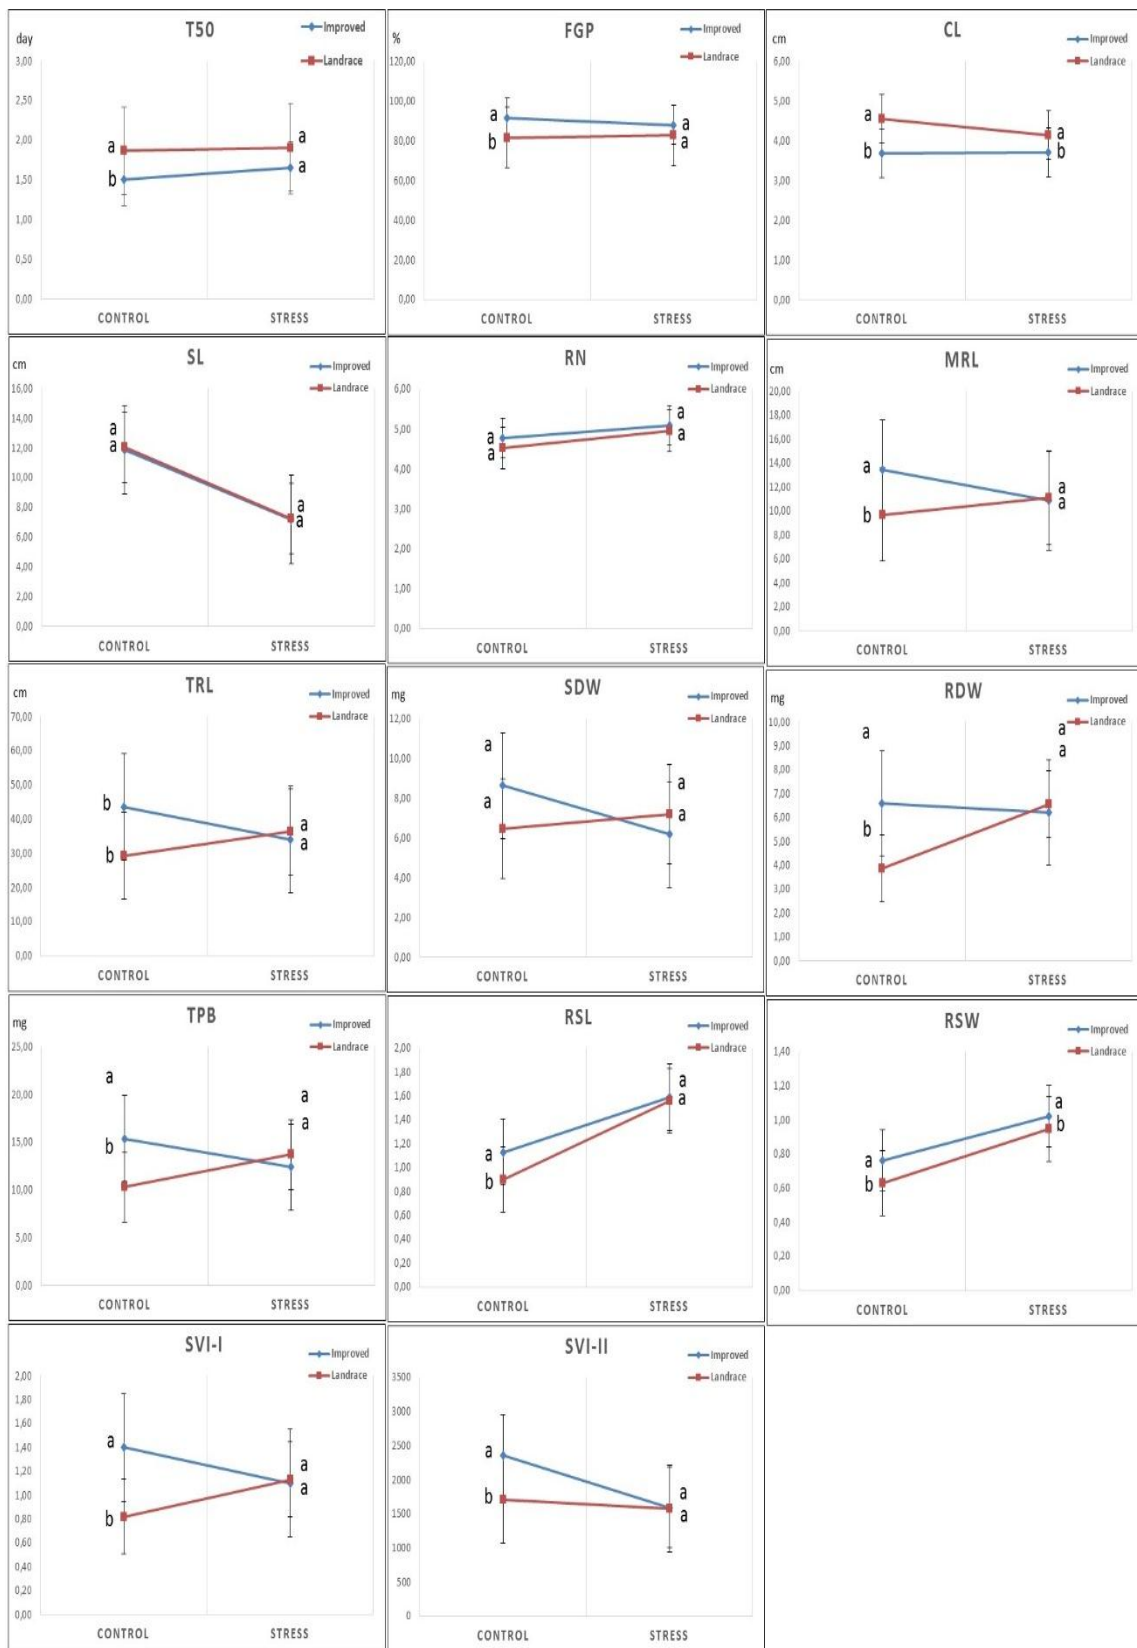 T50
day
Improved
Landrace
3,00
2,50
2,00
1,50
1,00
0,50
0,00
a
b
a
a
CONTROL STRESS
FGP
%
Improved
Landrace
120,00
100,00
80,00
60,00
40,00
20,00
0,00
a
b
a
a
CONTROL STRESS
CL
cm
Improved
Landrace
6,00
5,00
4,00
3,00
2,00
1,00
0,00
a
b
a
b
CONTROL STRESS
SL
cm
Improved
Landrace
16,00
14,00
12,00
10,00
8,00
6,00
4,00
2,00
0,00
a
a
a
a
CONTROL STRESS
RN
Improved
Landrace
6,00
5,00
4,00
3,00
2,00
1,00
0,00
a
a
a
a
CONTROL STRESS
MRL
cm
Improved
Landrace
20,00
18,00
16,00
14,00
12,00
10,00
8,00
6,00
4,00
2,00
0,00
a
b
a
a
CONTROL STRESS
TRL
cm
Improved
Landrace
70,00
60,00
50,00
40,00
30,00
20,00
10,00
0,00
b
b
a
a
CONTROL STRESS
SDW
mg
Improved
Landrace
12,00
10,00
8,00
6,00
4,00
2,00
0,00
a
a
a
a
CONTROL STRESS
RDW
mg
Improved
Landrace
10,00
9,00
8,00
7,00
6,00
5,00
4,00
3,00
2,00
1,00
0,00
a
b
a
a
CONTROL STRESS
TPB
mg
Improved
Landrace
25,00
20,00
15,00
10,00
5,00
0,00
a
b
a
a
CONTROL STRESS
RSL
Improved
Landrace
2,00
1,80
1,60
1,40
1,20
1,00
0,80
0,60
0,40
0,20
0,00
a
b
a
a
CONTROL STRESS
RSW
Improved
Landrace
1,40
1,20
1,00
0,80
0,60
0,40
0,20
0,00
a
b
a
b
CONTROL STRESS
SVI-I
Improved
Landrace
2,00
1,80
1,60
1,40
1,20
1,00
0,80
0,60
0,40
0,20
0,00
a
b
a
a
CONTROL STRESS
SVI-II
Improved
Landrace
3500
3000
2500
2000
1500
1000
500
0
a
b
a
a
CONTROL STRESS